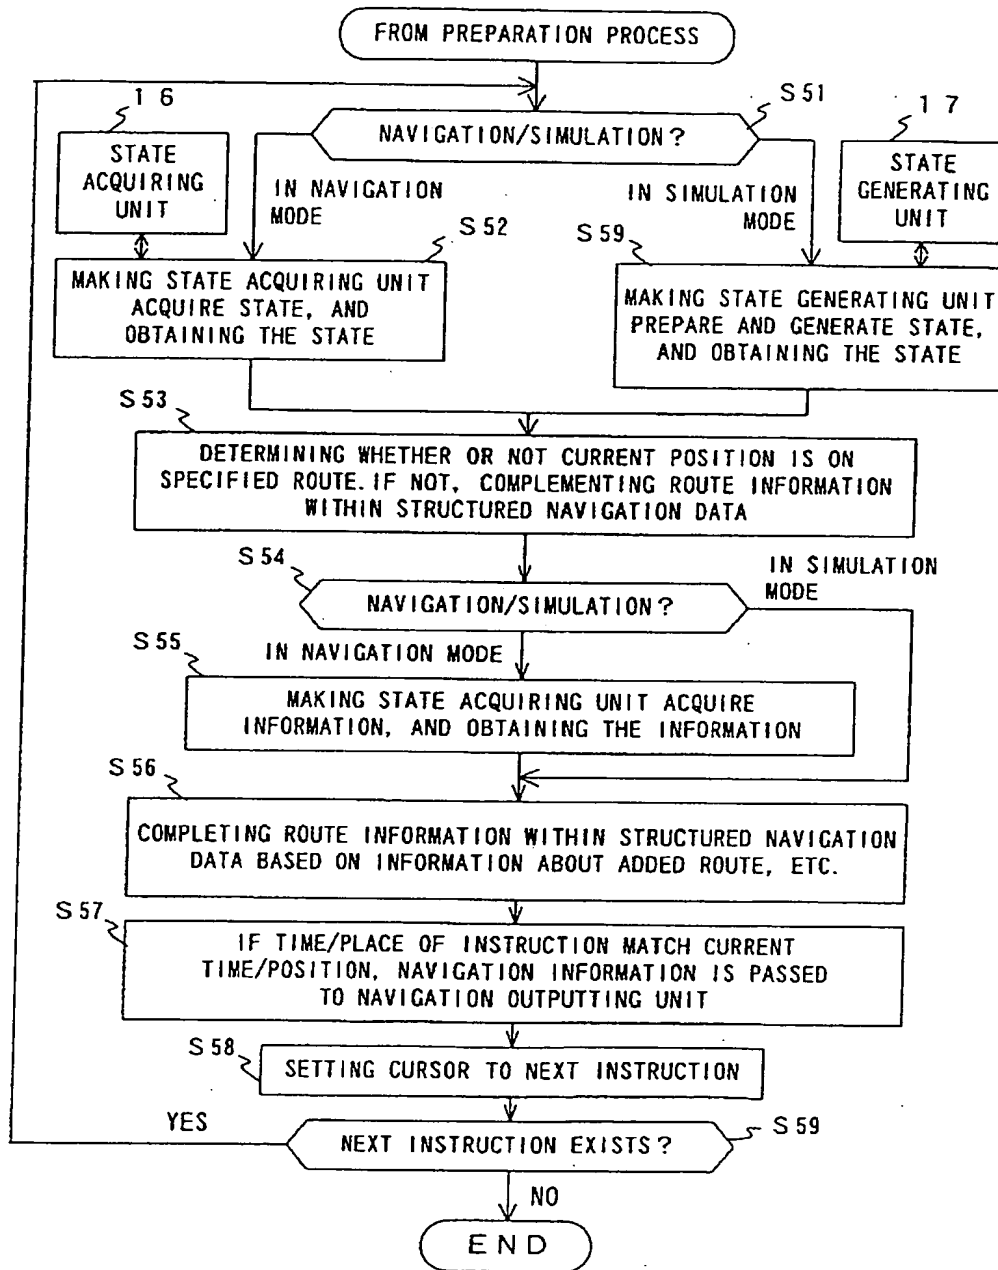 FROM PREPARATION PROCESS
S51
NAVIGATION/SIMULATION?
16
STATE
ACQUIRING
UNIT
17
STATE
GENERATING
UNIT
IN NAVIGATION
MODE
IN SIMULATION
MODE
S52
MAKING STATE ACQUIRING UNIT
ACQUIRE STATE, AND
OBTAINING THE STATE
S59
MAKING STATE GENERATING UNIT
PREPARE AND GENERATE STATE,
AND OBTAINING THE STATE
S53
DETERMINING WHETHER OR NOT CURRENT POSITION IS ON
SPECIFIED ROUTE. IF NOT, COMPLEMENTING ROUTE INFORMATION
WITHIN STRUCTURED NAVIGATION DATA
S54
NAVIGATION/SIMULATION?
IN SIMULATION
MODE
IN NAVIGATION MODE
S55
MAKING STATE ACQUIRING UNIT ACQUIRE
INFORMATION, AND OBTAINING THE INFORMATION
S56
COMPLETING ROUTE INFORMATION WITHIN STRUCTURED NAVIGATION
DATA BASED ON INFORMATION ABOUT ADDED ROUTE, ETC.
S57
IF TIME/PLACE OF INSTRUCTION MATCH CURRENT
TIME/POSITION, NAVIGATION INFORMATION IS PASSED
TO NAVIGATION OUTPUTTING UNIT
S58
SETTING CURSOR TO NEXT INSTRUCTION
YES
NEXT INSTRUCTION EXISTS?
S59
NO
END